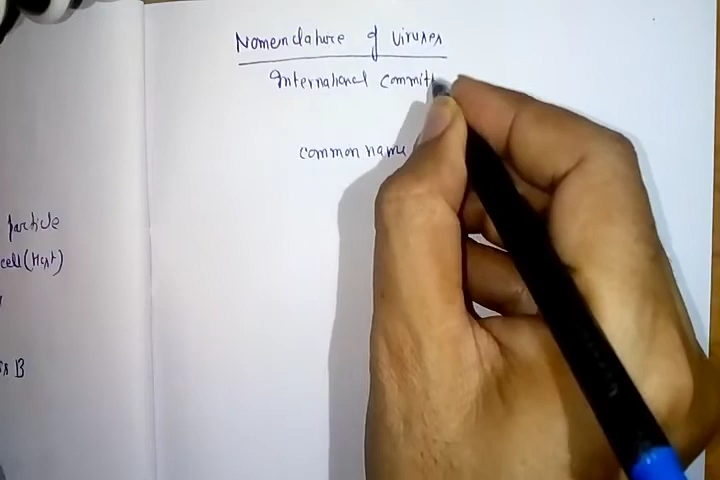 Nomenclature of viruses
International Committ
common name
particle
cell (Host)
B